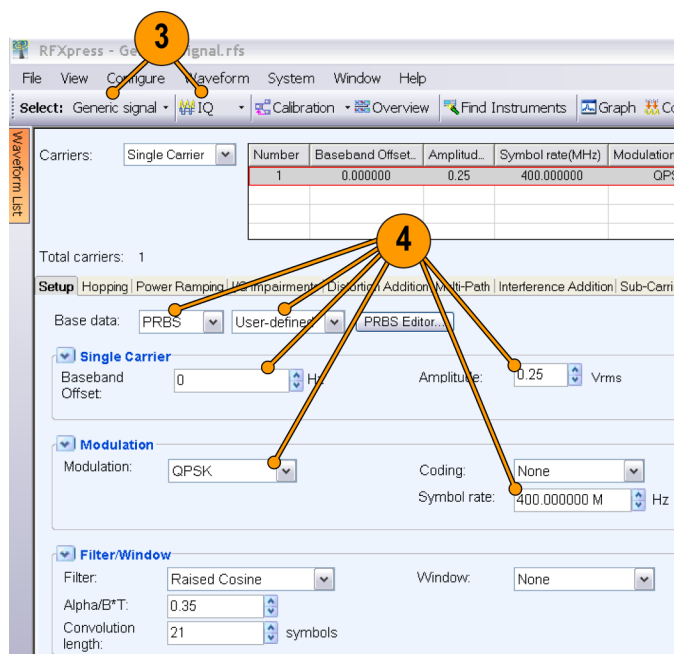 3
RFXpress - Ge ignal.rfs
File View Configure Waveform System Window Help
Select: Generic signal IQ Calibration Overview Find Instruments Graph Co
Waveform List
Carriers: Single Carrier
Number Baseband Offset... Amplitud... Symbol rate(MHz) Modulation
1 0.000000 0.25 400.000000 QPS
4
Total carriers: 1
Setup Hopping Power Ramping I/Q Impairments Distortion Addition Multi-Path Interference Addition Sub-Carri
Base data: PRBS User-defined PRBS Editor...
Single Carrier
Baseband Offset: 0 Hz Amplitude: 0.25 Vrms
Modulation
Modulation: QPSK Coding: None
Symbol rate: 400.000000 M Hz
Filter/Window
Filter: Raised Cosine Window: None
Alpha/B*T: 0.35
Convolution length: 21 symbols